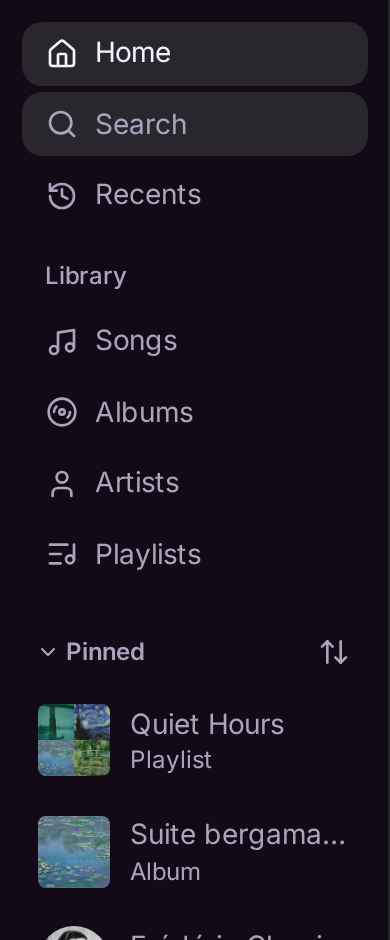 Home
Search
Recents
Library
Songs
Albums
Artists
Playlists
Pinned
Quiet Hours
Playlist
Suite bergama...
Album